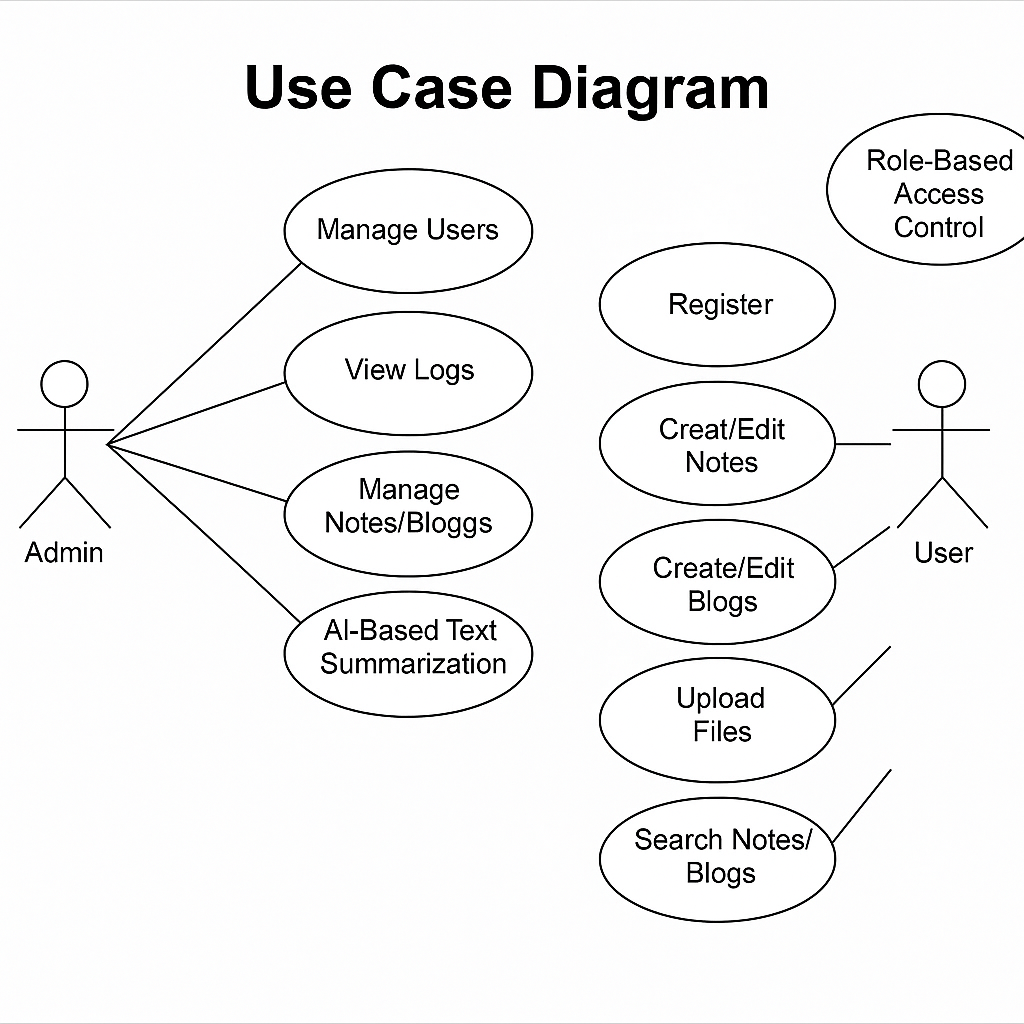 Use Case Diagram
Role-Based
Access
Control
Manage Users
Register
View Logs
Creat/Edit
Notes
Manage
Notes/Bloggs
Admin
User
Create/Edit
Blogs
AI-Based Text
Summarization
Upload
Files
Search Notes/
Blogs